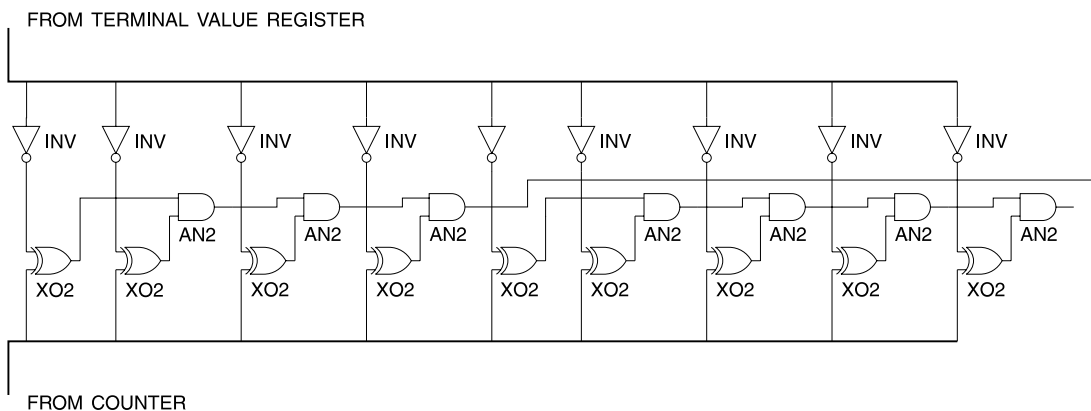 FROM TERMINAL VALUE REGISTER
INV INV INV INV INV INV INV INV
AN2 AN2 AN2 AN2 AN2 AN2 AN2
XO2 XO2 XO2 XO2 XO2 XO2 XO2 XO2 XO2
FROM COUNTER